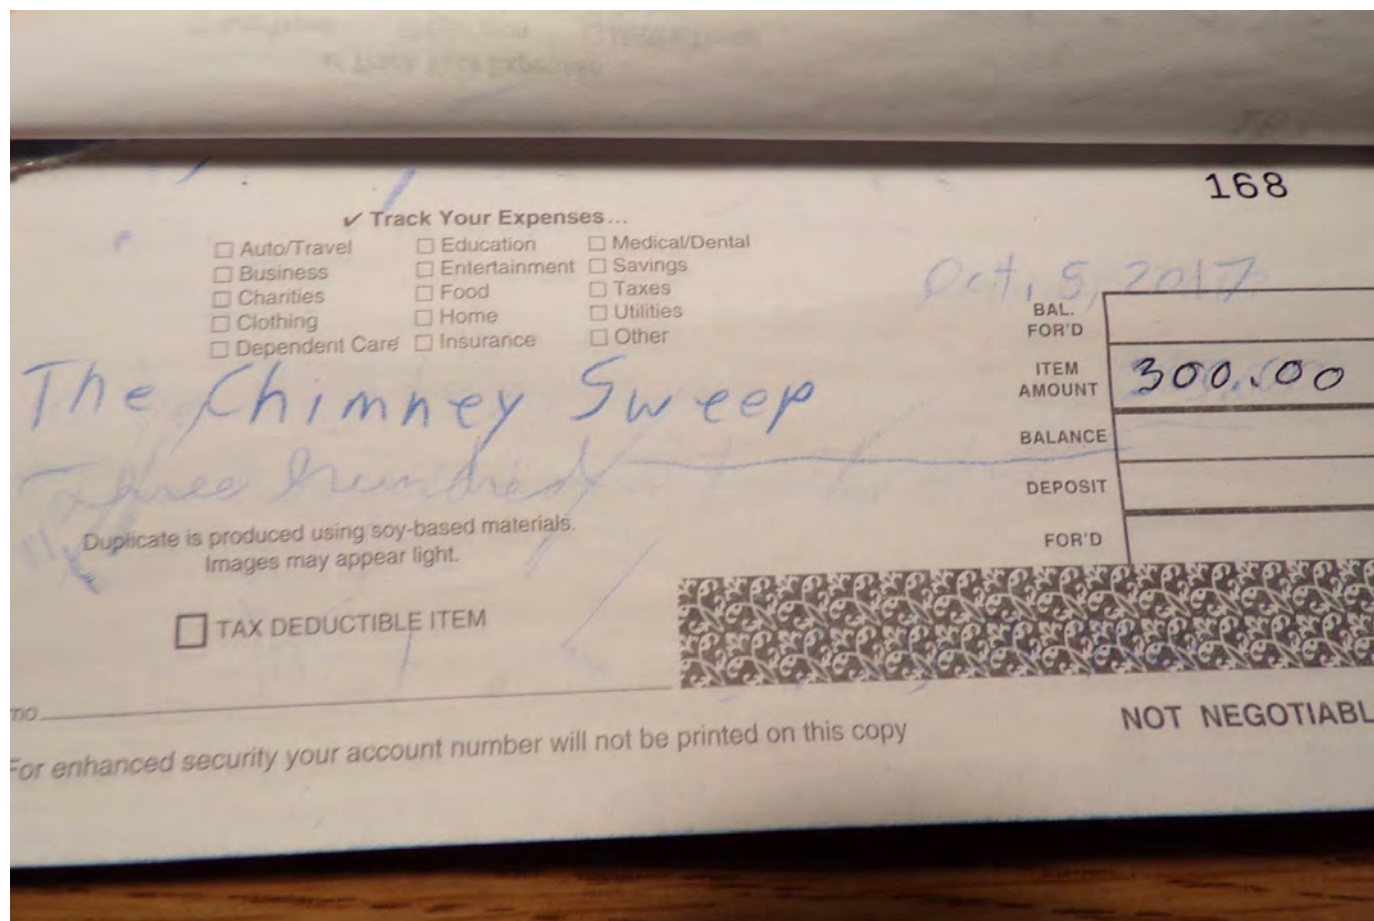 168
✓ Track Your Expenses...
☐ Auto/Travel ☐ Education ☐ Medical/Dental
☐ Business ☐ Entertainment ☐ Savings
☐ Charities ☐ Food ☐ Taxes
☐ Clothing ☐ Home ☐ Utilities
☐ Dependent Care ☐ Insurance ☐ Other
Oct, 5, 2017
BAL. FOR'D
ITEM AMOUNT 300.00
The Chimney Sweep
BALANCE
Three hundred
DEPOSIT
Duplicate is produced using soy-based materials.
Images may appear light.
FOR'D
☐ TAX DEDUCTIBLE ITEM
mo
NOT NEGOTIABL
For enhanced security your account number will not be printed on this copy